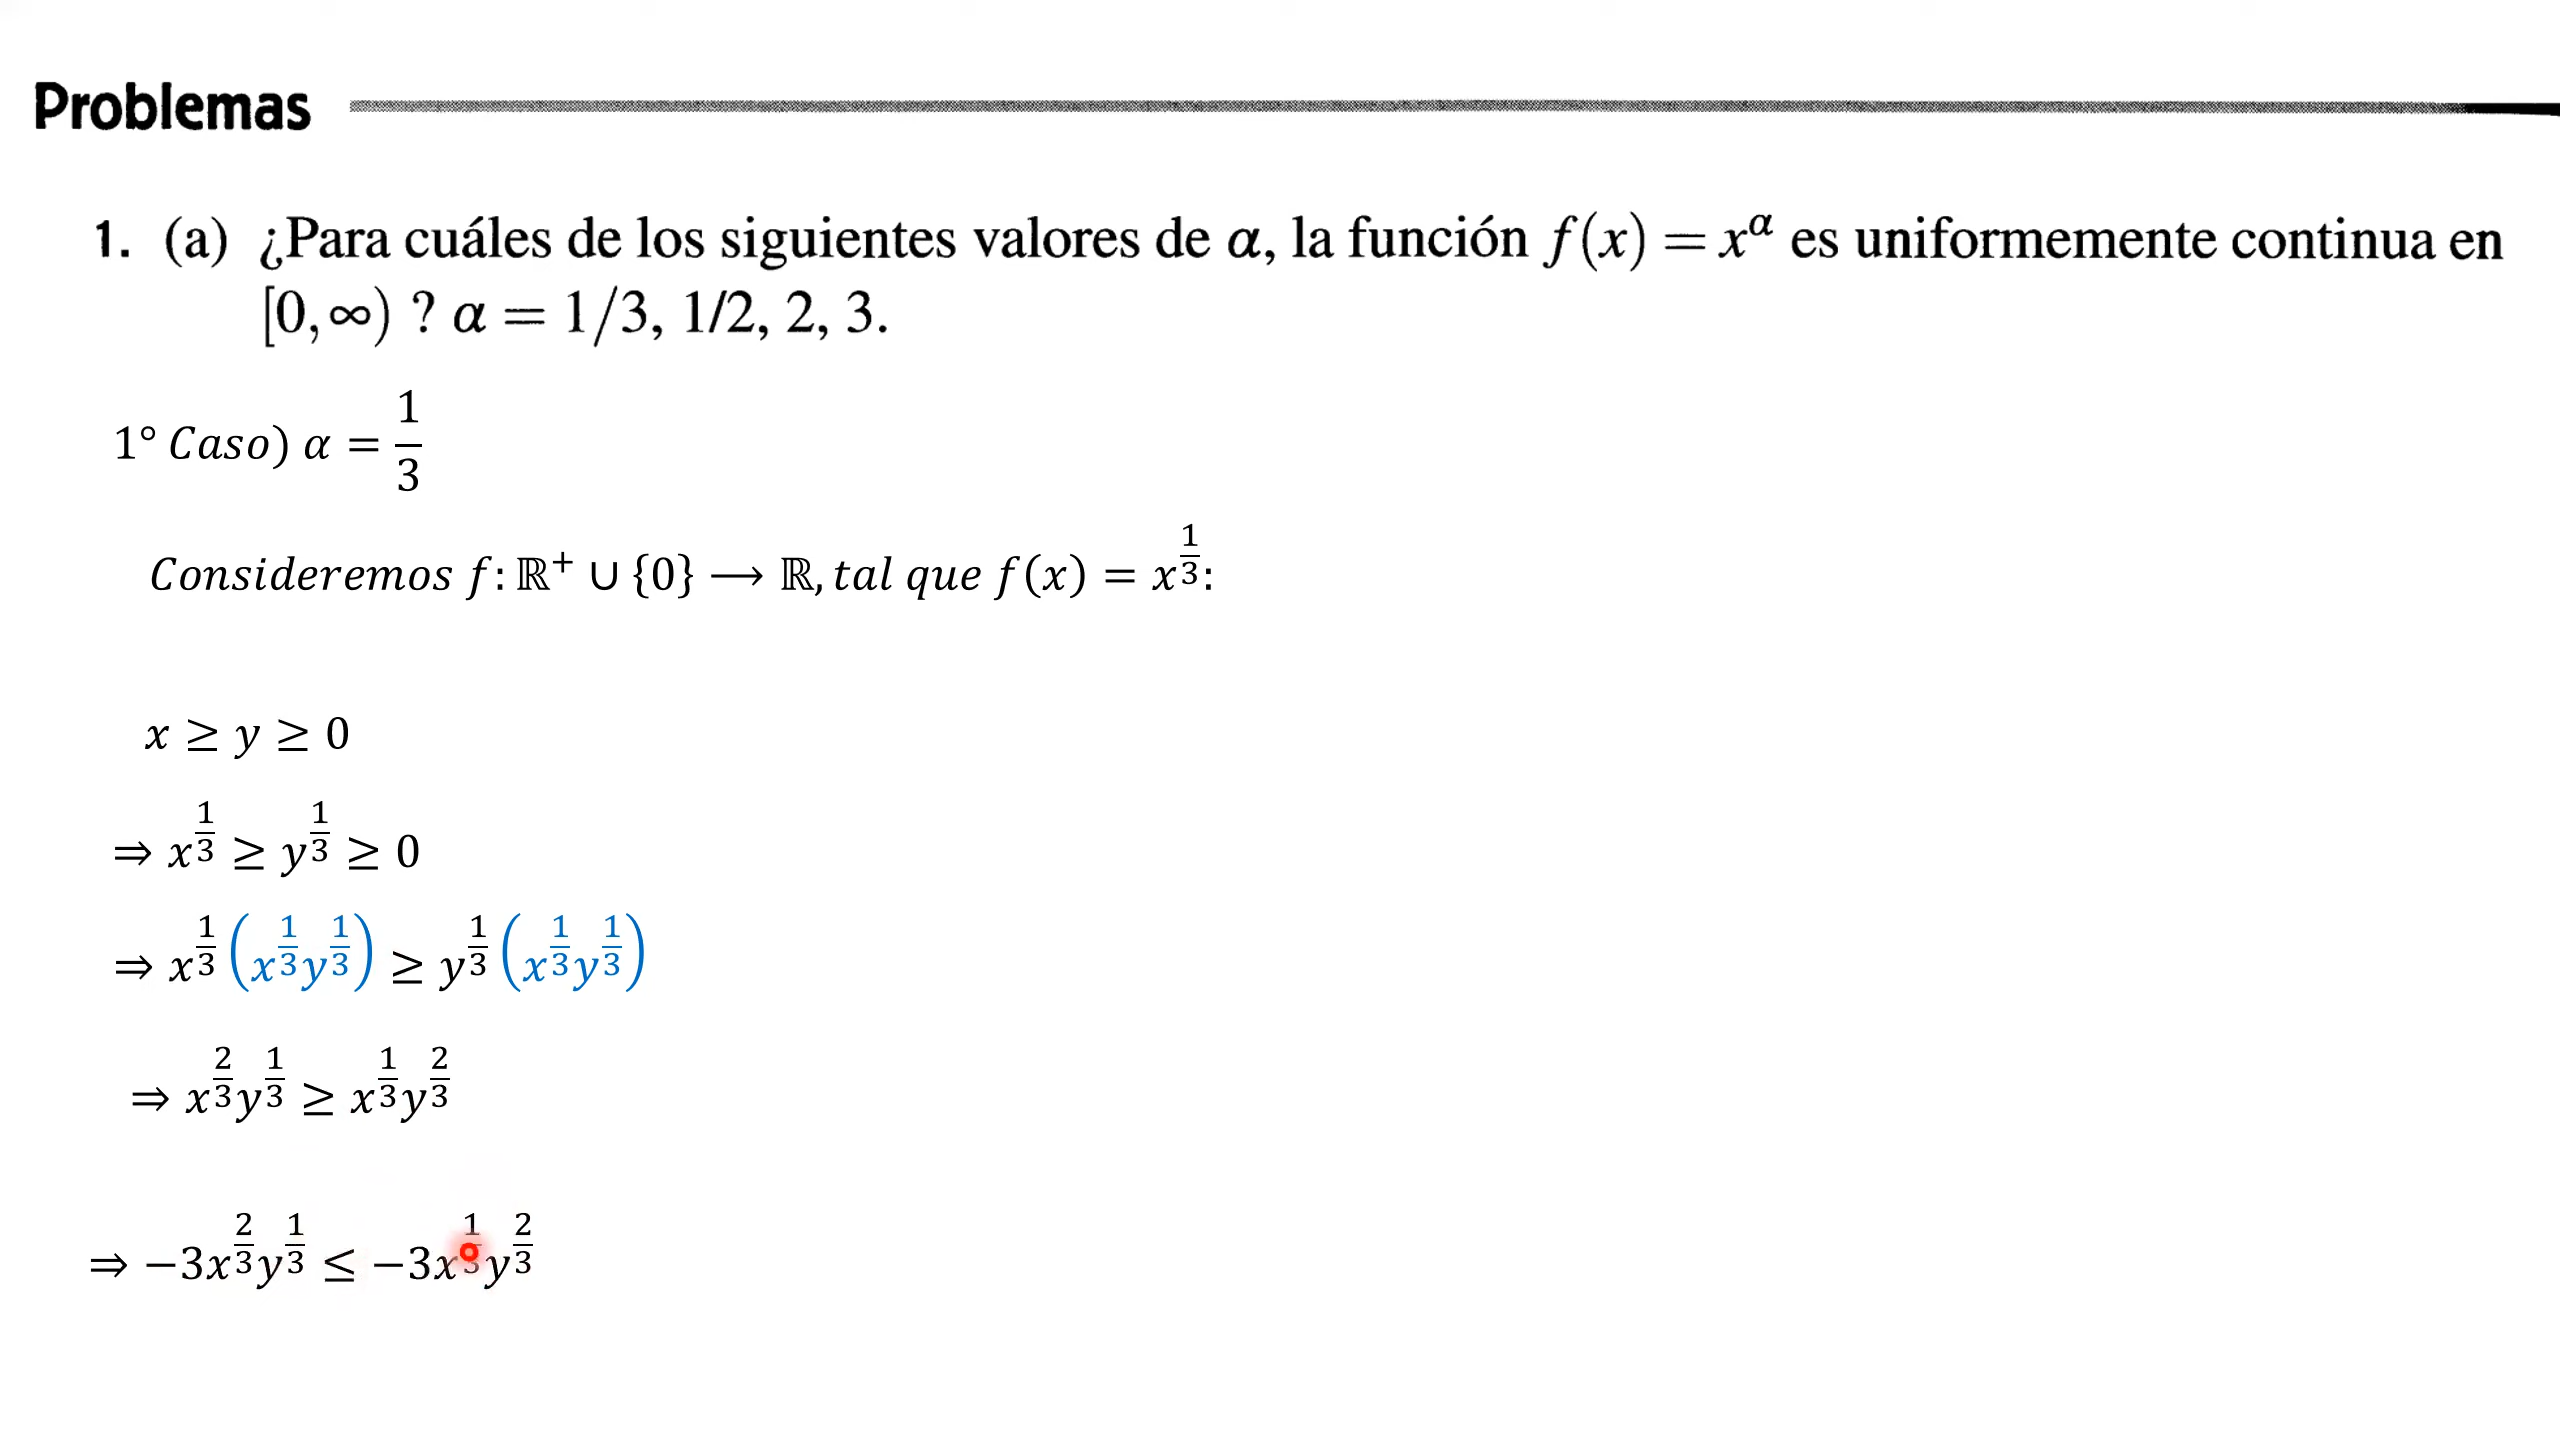 Problemas
1. (a) ¿Para cuáles de los siguientes valores de α, la función f(x) = x^α es uniformemente continua en
[0, ∞) ? α = 1/3, 1/2, 2, 3.
1° Caso) α = 1/3
Consideremos f: ℝ⁺ ∪ {0} ⟶ ℝ, tal que f(x) = x^(1/3):
x ≥ y ≥ 0
⇒ x^(1/3) ≥ y^(1/3) ≥ 0
⇒ x^(1/3) (x^(1/3) y^(1/3)) ≥ y^(1/3) (x^(1/3) y^(1/3))
⇒ x^(2/3) y^(1/3) ≥ x^(1/3) y^(2/3)
⇒ −3x^(2/3) y^(1/3) ≤ −3x^(1/3) y^(2/3)